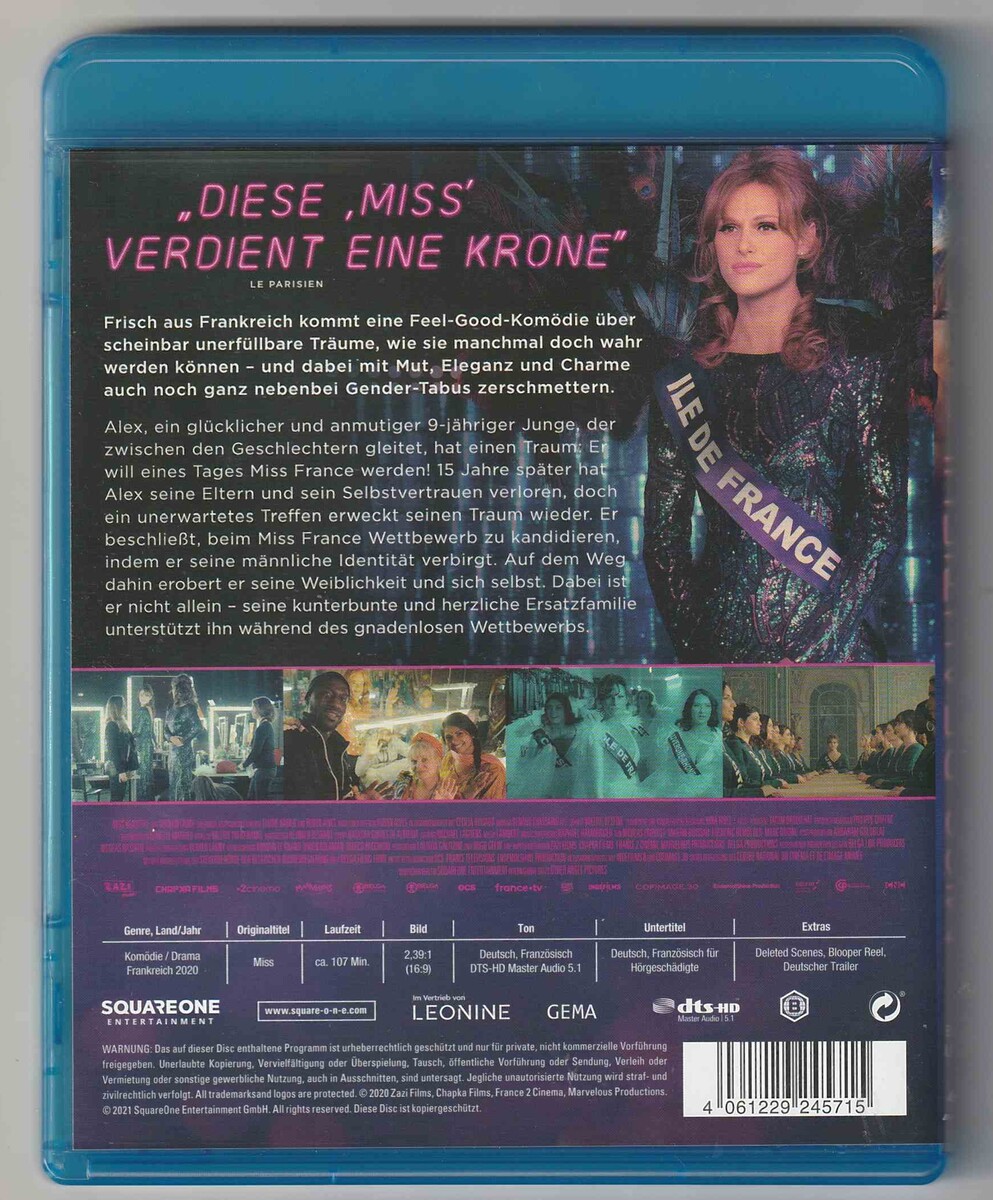 „DIESE ‚MISS'
VERDIENT EINE KRONE"
LE PARISIEN
Frisch aus Frankreich kommt eine Feel-Good-Komödie über
scheinbar unerfüllbare Träume, wie sie manchmal doch wahr
werden können – und dabei mit Mut, Eleganz und Charme
auch noch ganz nebenbei Gender-Tabus zerschmettern.
Alex, ein glücklicher und anmutiger 9-jähriger Junge, der
zwischen den Geschlechtern gleitet, hat einen Traum: Er
will eines Tages Miss France werden! 15 Jahre später hat
Alex seine Eltern und sein Selbstvertrauen verloren, doch
ein unerwartetes Treffen erweckt seinen Traum wieder. Er
beschließt, beim Miss France Wettbewerb zu kandidieren,
indem er seine männliche Identität verbirgt. Auf dem Weg
dahin erobert er seine Weiblichkeit und sich selbst. Dabei ist
er nicht allein – seine kunterbunte und herzliche Ersatzfamilie
unterstützt ihn während des gnadenlosen Wettbewerbs.
ILE DE FRANCE
ZAZI CHAPKA FILMS •2cinema BELGA OCS france•tv
Genre, Land/Jahr Originaltitel Laufzeit Bild Ton Untertitel Extras
Komödie / Drama
Frankreich 2020
Miss
ca. 107 Min.
2,39:1
(16:9)
Deutsch, Französisch
DTS-HD Master Audio 5.1
Deutsch, Französisch für
Hörgeschädigte
Deleted Scenes, Blooper Reel,
Deutscher Trailer
SQUAREONE
ENTERTAINMENT
www.square-o-n-e.com
Im Vertrieb von
LEONINE
GEMA
dts-HD
Master Audio | 5.1
WARNUNG: Das auf dieser Disc enthaltene Programm ist urheberrechtlich geschützt und nur für private, nicht kommerzielle Vorführung
freigegeben. Unerlaubte Kopierung, Vervielfältigung oder Überspielung, Tausch, öffentliche Vorführung oder Sendung, Verleih oder
Vermietung oder sonstige gewerbliche Nutzung, auch in Ausschnitten, sind untersagt. Jegliche unautorisierte Nutzung wird straf- und
zivilrechtlich verfolgt. All trademarksand logos are protected. © 2020 Zazi Films, Chapka Films, France 2 Cinema, Marvelous Productions.
© 2021 SquareOne Entertainment GmbH. All rights reserved. Diese Disc ist kopiergeschützt.
4 061229 245715